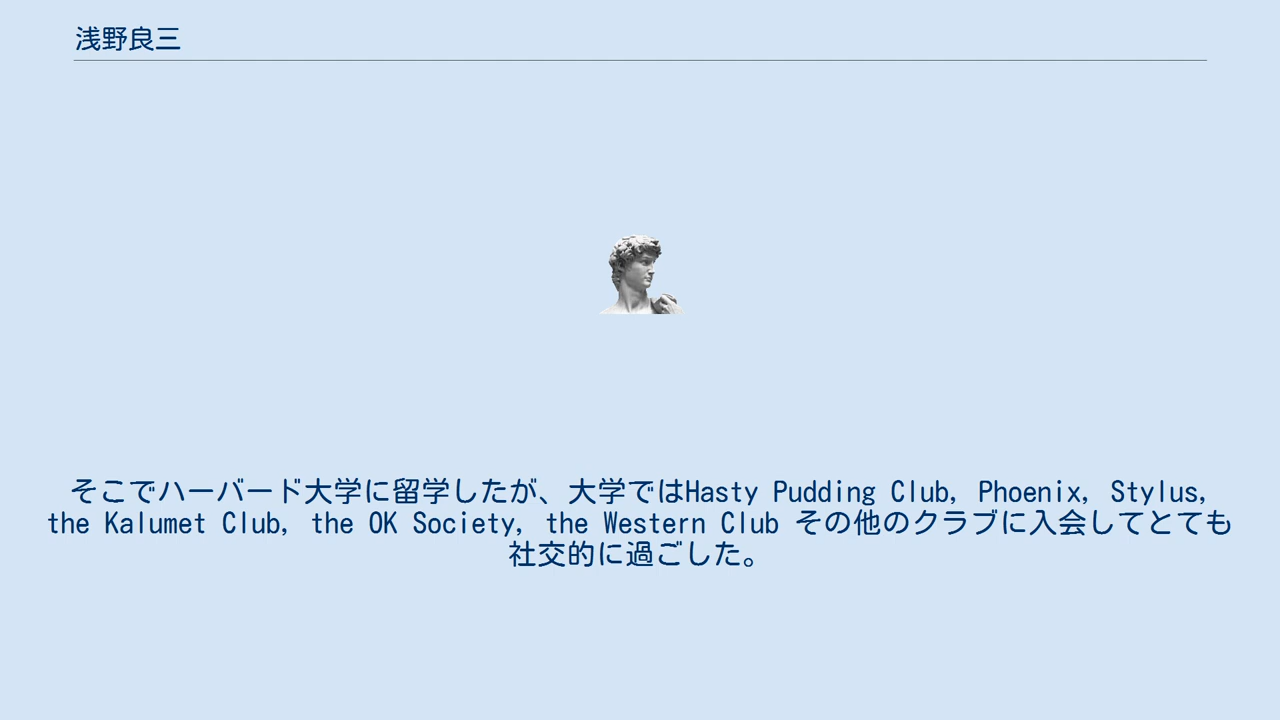 浅野良三
そこでハーバード大学に留学したが、大学ではHasty Pudding Club, Phoenix, Stylus,
the Kalumet Club, the OK Society, the Western Club その他のクラブに入会してとても
社交的に過ごした。